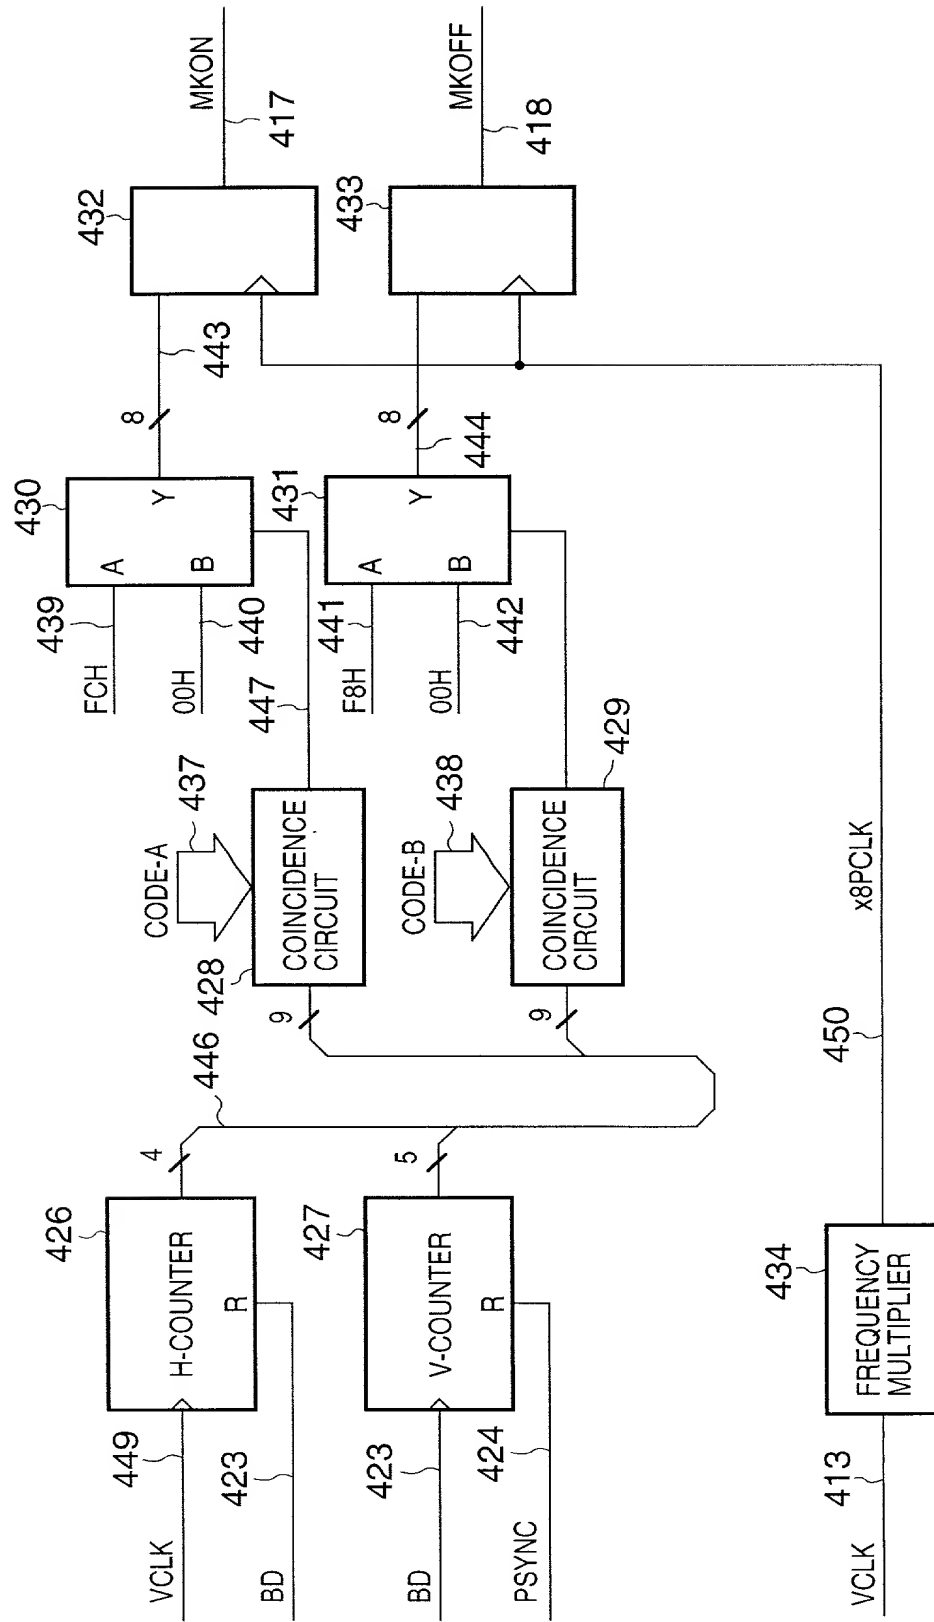 VCLK
449
BD
423
426
H-COUNTER
R
4
446
BD
423
PSYNC
424
427
V-COUNTER
R
5
9
428
COINCIDENCE
CIRCUIT
CODE-A
437
447
9
COINCIDENCE
CIRCUIT
429
CODE-B
438
FCH
439
00H
440
430
A
B
Y
8
443
F8H
441
00H
442
431
A
B
Y
8
444
432
MKON
417
433
MKOFF
418
VCLK
413
434
FREQUENCY
MULTIPLIER
450
x8PCLK